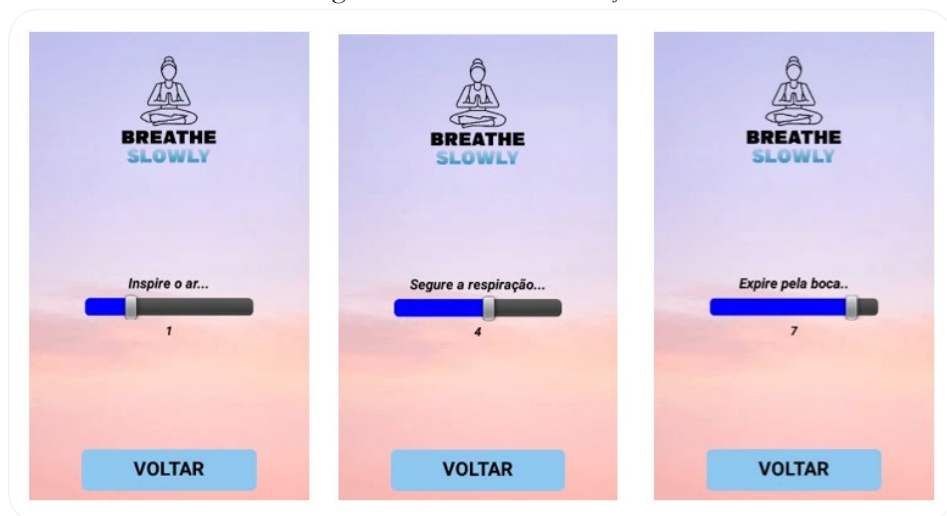 BREATHE
SLOWLY
Inspire o ar...
1
VOLTAR
BREATHE
SLOWLY
Segure a respiração...
4
VOLTAR
BREATHE
SLOWLY
Expire pela boca..
7
VOLTAR